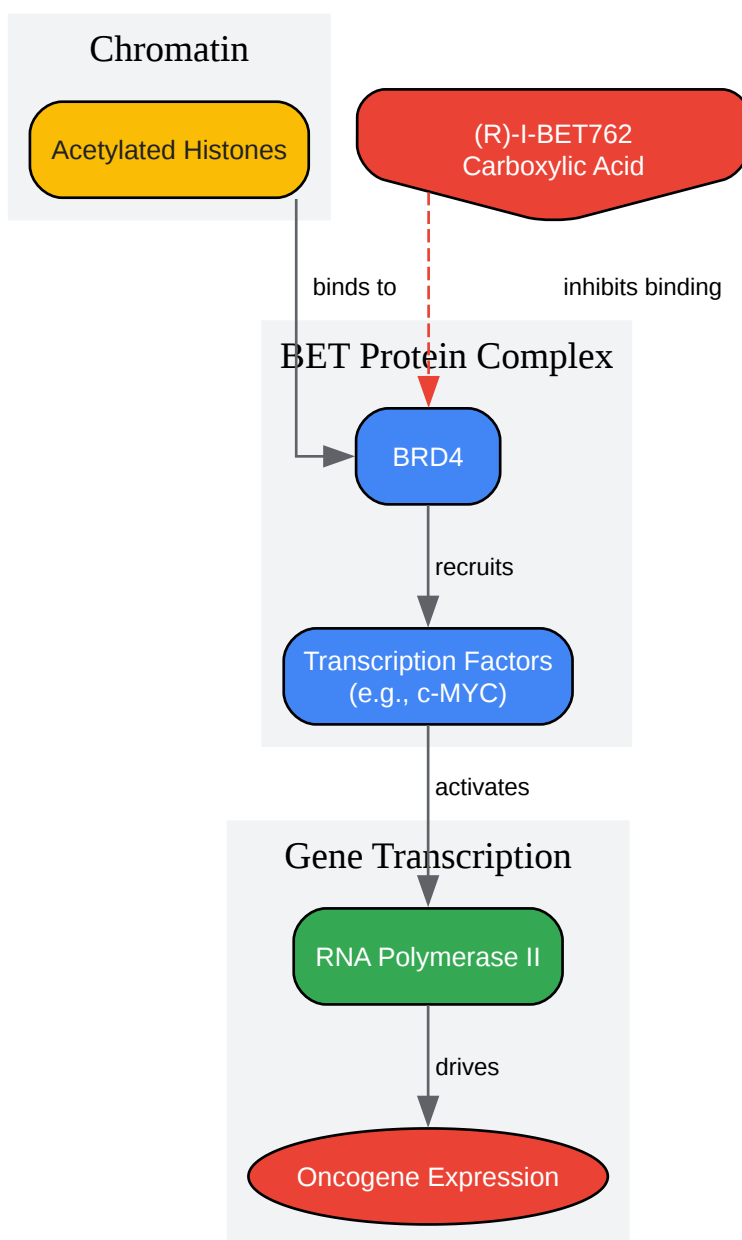 Chromatin
Acetylated Histones
(R)-I-BET762
Carboxylic Acid
binds to
inhibits binding
BET Protein Complex
BRD4
recruits
Transcription Factors
(e.g., c-MYC)
activates
Gene Transcription
RNA Polymerase II
drives
Oncogene Expression